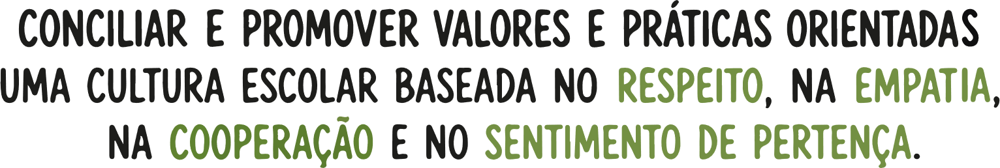 CONCILIAR E PROMOVER VALORES E PRÁTICAS ORIENTADAS
UMA CULTURA ESCOLAR BASEADA NO RESPEITO, NA EMPATIA,
NA COOPERAÇÃO E NO SENTIMENTO DE PERTENÇA.